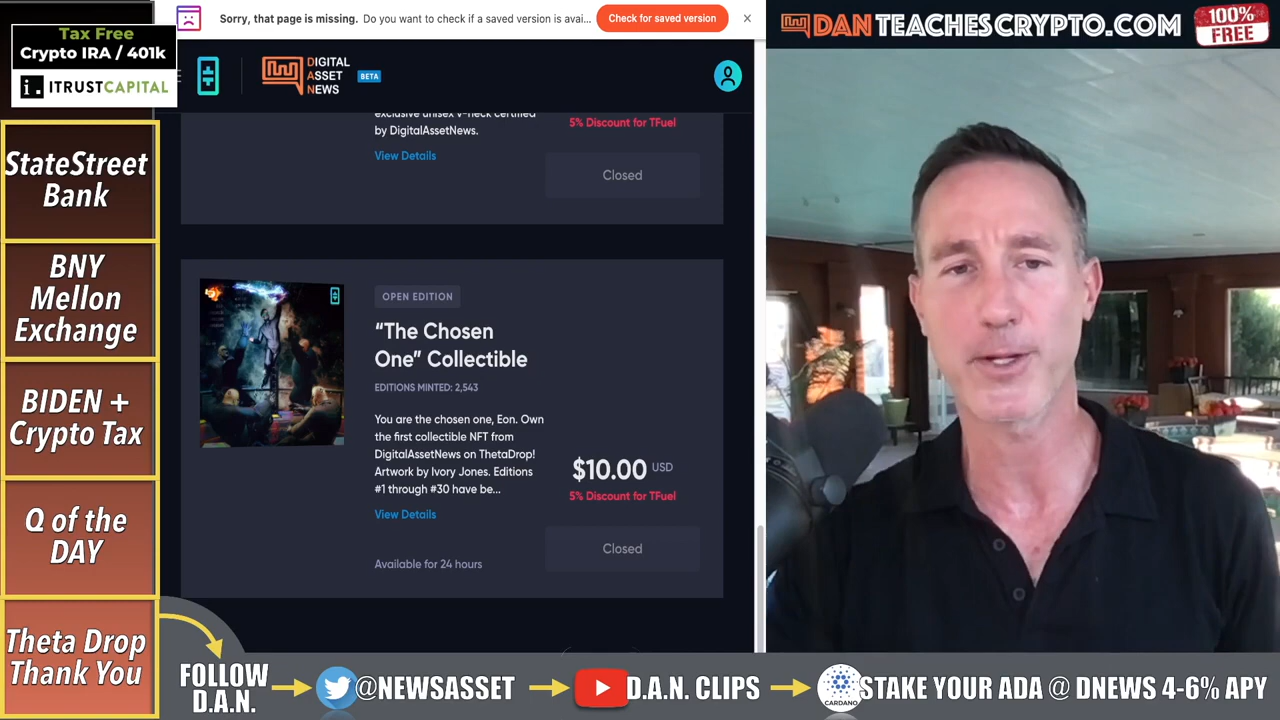 Tax Free
Crypto IRA / 401k
i. ITRUSTCAPITAL
StateStreet
Bank
BNY
Mellon
Exchange
BIDEN +
Crypto Tax
Q of the
DAY
Theta Drop
Thank You
Sorry, that page is missing. Do you want to check if a saved version is avai...
Check for saved version
DIGITAL
ASSET
NEWS
BETA
exclusive unisex V-neck certified
by DigitalAssetNews.
View Details
5% Discount for TFuel
Closed
OPEN EDITION
“The Chosen
One” Collectible
EDITIONS MINTED: 2,543
You are the chosen one, Eon. Own
the first collectible NFT from
DigitalAssetNews on ThetaDrop!
Artwork by Ivory Jones. Editions
#1 through #30 have be...
View Details
Available for 24 hours
$10.00 USD
5% Discount for TFuel
Closed
DANTEACHESCRYPTO.COM
100%
FREE
FOLLOW
D.A.N.
@NEWSASSET
D.A.N. CLIPS
CARDANO
STAKE YOUR ADA @ DNEWS 4-6% APY